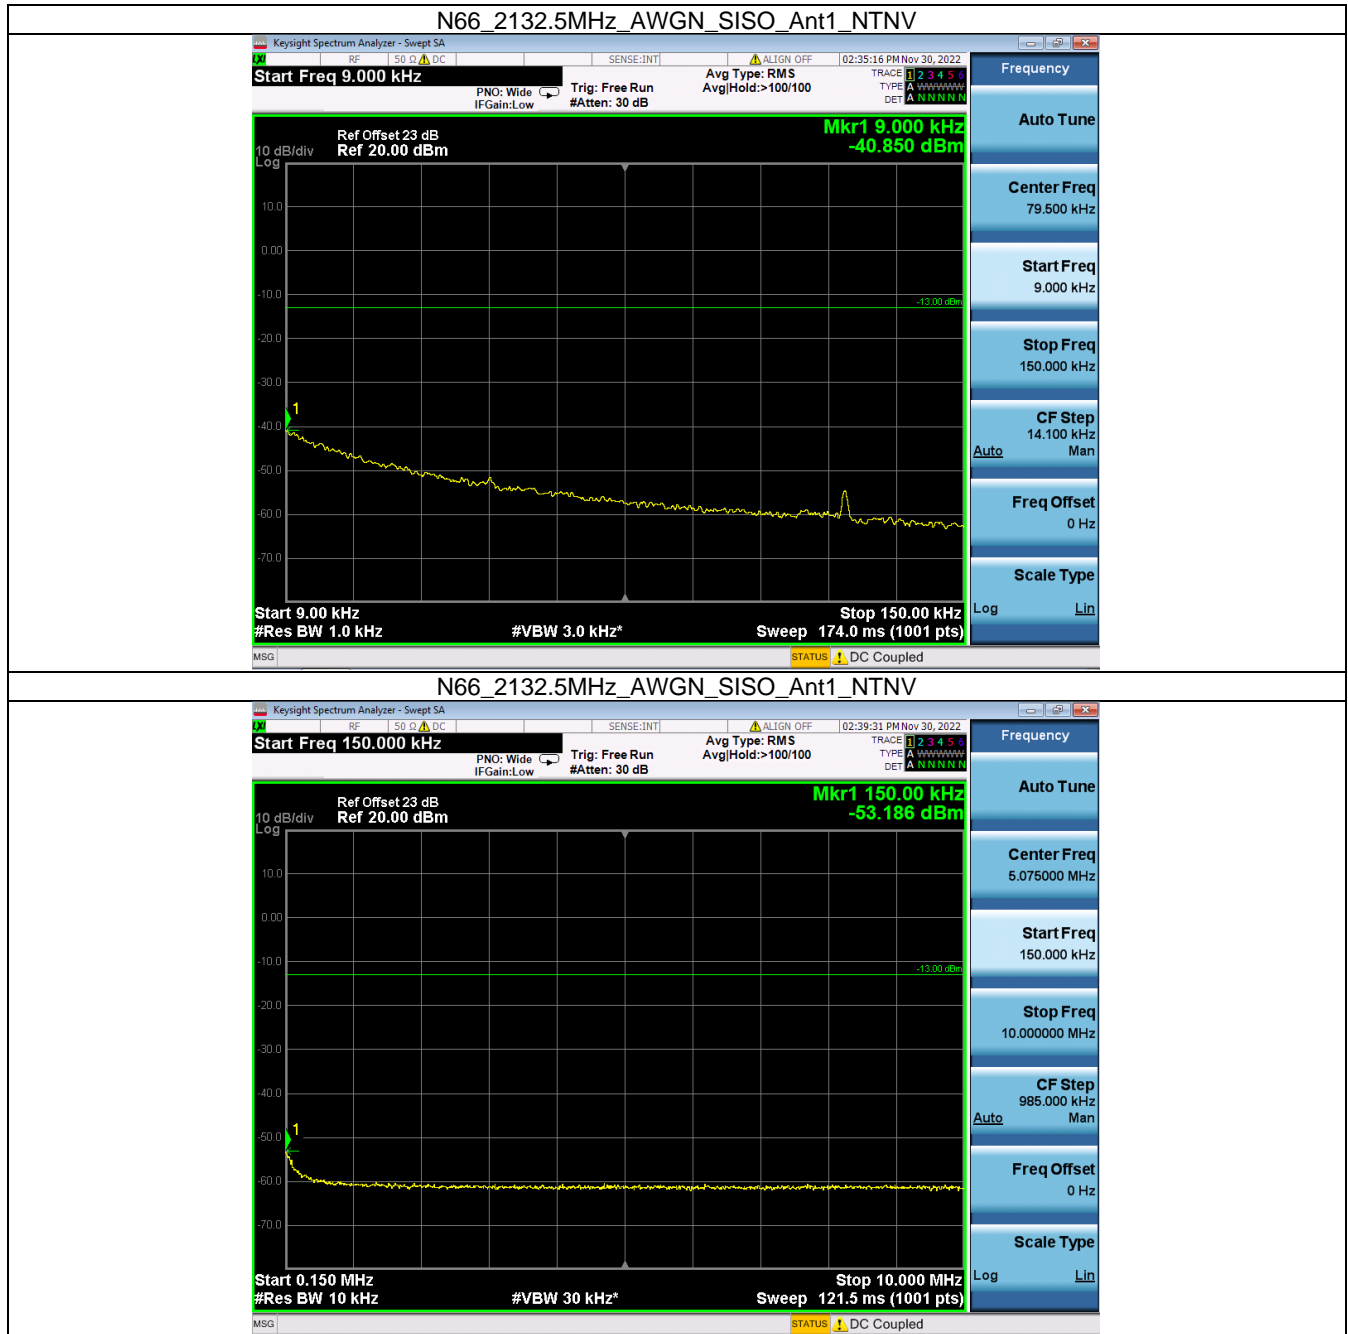 N66_2132.5MHz_AWGN_SISO_Ant1_NTNV
Keysight Spectrum Analyzer - Swept SA
LXI RF 50 Ω DC SENSE:INT ALIGN OFF 02:35:16 PM Nov 30, 2022
Start Freq 9.000 kHz
PNO: Wide
IFGain:Low
Trig: Free Run
#Atten: 30 dB
Avg Type: RMS
Avg|Hold:>100/100
TRACE 1 2 3 4 5 6
TYPE A WWWWW
DET A N N N N N
Ref Offset 23 dB
10 dB/div Ref 20.00 dBm
Log
Mkr1 9.000 kHz
-40.850 dBm
10.0
0.00
-10.0
-13.00 dBm
-20.0
-30.0
1
-40.0
-50.0
-60.0
-70.0
Start 9.00 kHz Stop 150.00 kHz
#Res BW 1.0 kHz #VBW 3.0 kHz* Sweep 174.0 ms (1001 pts)
MSG STATUS DC Coupled
Frequency
Auto Tune
Center Freq
79.500 kHz
Start Freq
9.000 kHz
Stop Freq
150.000 kHz
CF Step
14.100 kHz
Auto Man
Freq Offset
0 Hz
Scale Type
Log Lin
N66_2132.5MHz_AWGN_SISO_Ant1_NTNV
Keysight Spectrum Analyzer - Swept SA
LXI RF 50 Ω DC SENSE:INT ALIGN OFF 02:39:31 PM Nov 30, 2022
Start Freq 150.000 kHz
PNO: Wide
IFGain:Low
Trig: Free Run
#Atten: 30 dB
Avg Type: RMS
Avg|Hold:>100/100
TRACE 1 2 3 4 5 6
TYPE A WWWWW
DET A N N N N N
Ref Offset 23 dB
10 dB/div Ref 20.00 dBm
Log
Mkr1 150.00 kHz
-53.186 dBm
10.0
0.00
-10.0
-13.00 dBm
-20.0
-30.0
-40.0
1
-50.0
-60.0
-70.0
Start 0.150 MHz Stop 10.000 MHz
#Res BW 10 kHz #VBW 30 kHz* Sweep 121.5 ms (1001 pts)
MSG STATUS DC Coupled
Frequency
Auto Tune
Center Freq
5.075000 MHz
Start Freq
150.000 kHz
Stop Freq
10.000000 MHz
CF Step
985.000 kHz
Auto Man
Freq Offset
0 Hz
Scale Type
Log Lin